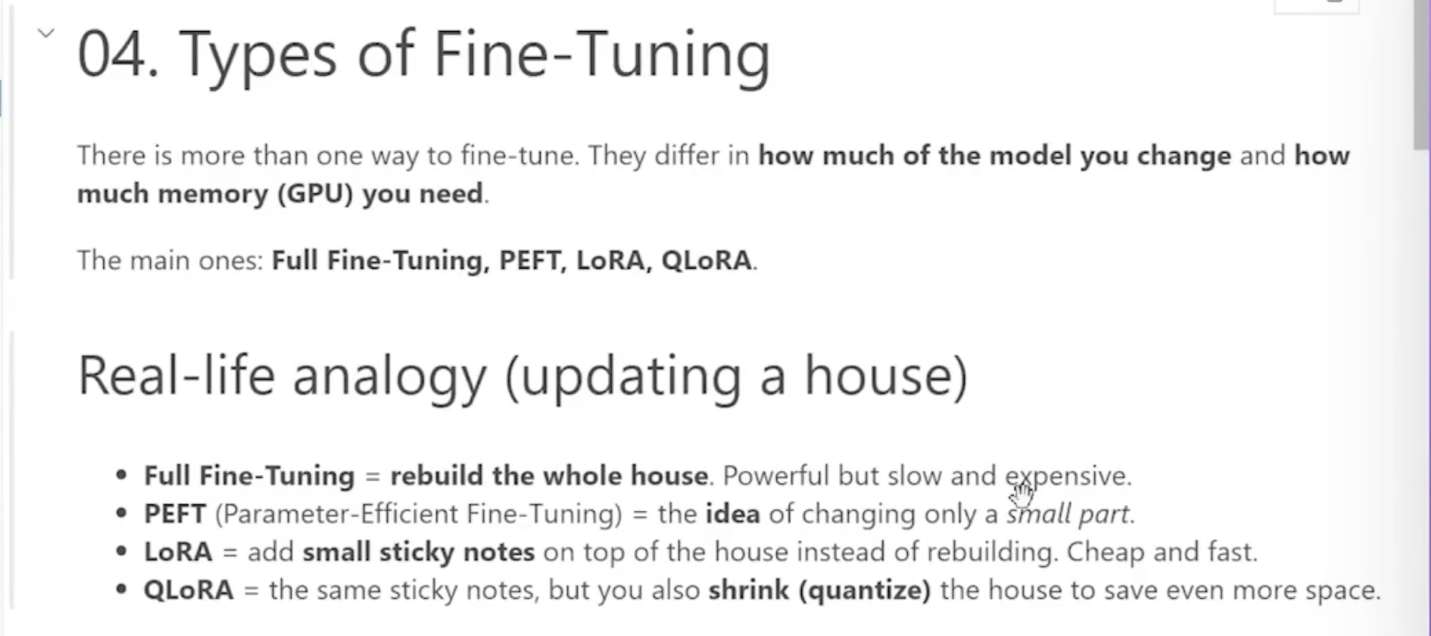 04. Types of Fine-Tuning
There is more than one way to fine-tune. They differ in how much of the model you change and how
much memory (GPU) you need.
The main ones: Full Fine-Tuning, PEFT, LoRA, QLoRA.
Real-life analogy (updating a house)
• Full Fine-Tuning = rebuild the whole house. Powerful but slow and expensive.
• PEFT (Parameter-Efficient Fine-Tuning) = the idea of changing only a small part.
• LoRA = add small sticky notes on top of the house instead of rebuilding. Cheap and fast.
• QLoRA = the same sticky notes, but you also shrink (quantize) the house to save even more space.